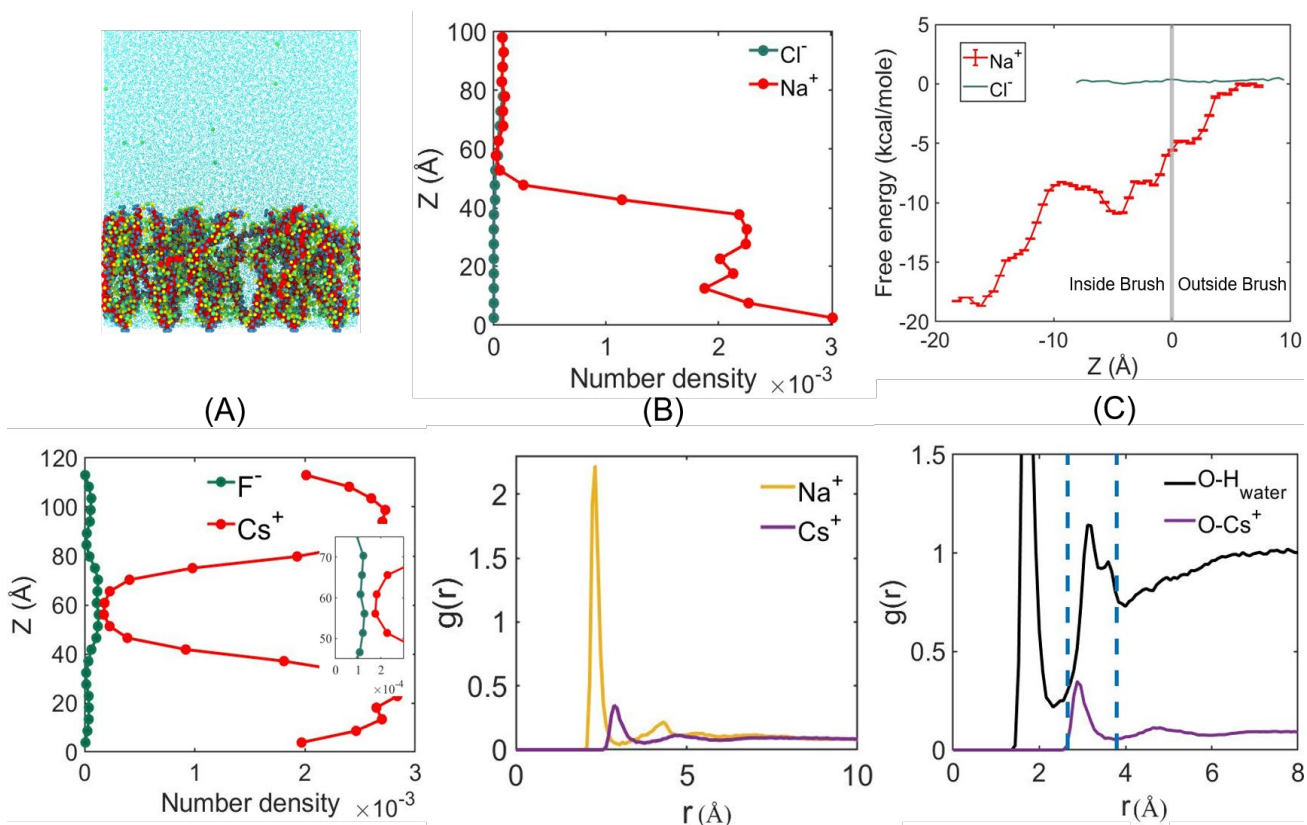 100
80
60
40
20
0
Z (Å)
0
1
2
3
Number density
×10⁻³
Cl⁻
Na⁺
5
0
-5
-10
-15
-20
Free energy (kcal/mole)
Na⁺
Cl⁻
Inside Brush
Outside Brush
-20
-10
0
10
Z (Å)
(A)
(B)
(C)
120
100
80
60
40
20
0
Z (Å)
F⁻
Cs⁺
70
60
50
0
1
2
×10⁻⁴
0
1
2
3
Number density
×10⁻³
2
1.5
1
0.5
0
g(r)
Na⁺
Cs⁺
0
5
10
r (Å)
1.5
1
0.5
0
g(r)
O-H water
O-Cs⁺
0
2
4
6
8
r (Å)